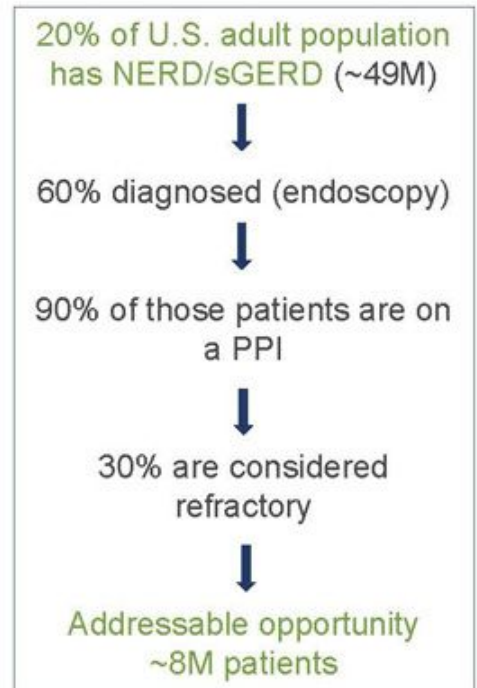 20% of U.S. adult population
has NERD/sGERD (~49M)
60% diagnosed (endoscopy)
90% of those patients are on
a PPI
30% are considered
refractory
Addressable opportunity
~8M patients